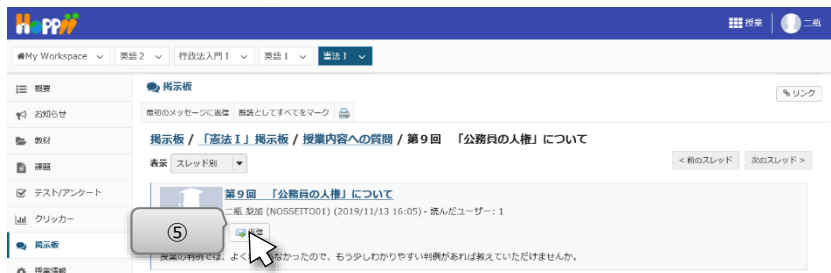 HOPPII
授業
二瓶
My Workspace
英語2
行政法入門Ⅰ
英語1
憲法Ⅰ
概要
掲示板
リンク
お知らせ
最初のメッセージに返信 既読としてすべてをマーク
教材
掲示板 / 「憲法Ⅰ」掲示板 / 授業内容への質問 / 第9回 「公務員の人権」について
課題
表示 スレッド別
< 前のスレッド 次のスレッド >
テスト/アンケート
第9回 「公務員の人権」について
クリッカー
二瓶 梨加 (NOSSEITO01) (2019/11/13 16:05) - 読んだユーザー: 1
⑤
返信
掲示板
授業の判例では、よく なかったので、もう少しわかりやすい判例があれば教えていただけませんか。
授業情報